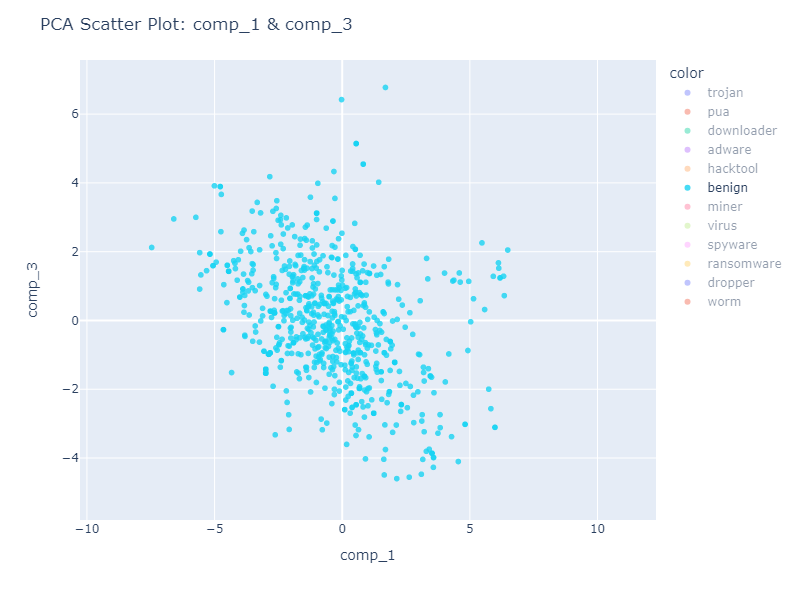 PCA Scatter Plot: comp_1 & comp_3
color
trojan
pua
downloader
adware
hacktool
benign
miner
virus
spyware
ransomware
dropper
worm
comp_3
6
4
2
0
−2
−4
−10 −5 0 5 10
comp_1